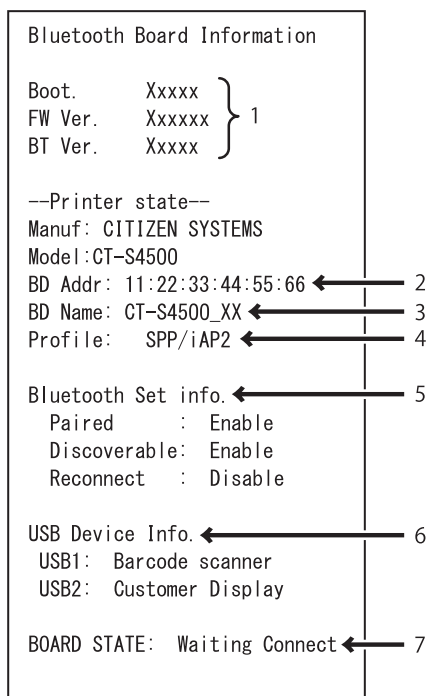 Bluetooth Board Information
Boot. Xxxxx
FW Ver. Xxxxxx 1
BT Ver. Xxxxx
--Printer state--
Manuf: CITIZEN SYSTEMS
Model:CT-S4500
BD Addr: 11:22:33:44:55:66 2
BD Name: CT-S4500_XX 3
Profile: SPP/iAP2 4
Bluetooth Set info. 5
Paired : Enable
Discoverable: Enable
Reconnect : Disable
USB Device Info. 6
USB1: Barcode scanner
USB2: Customer Display
BOARD STATE: Waiting Connect 7